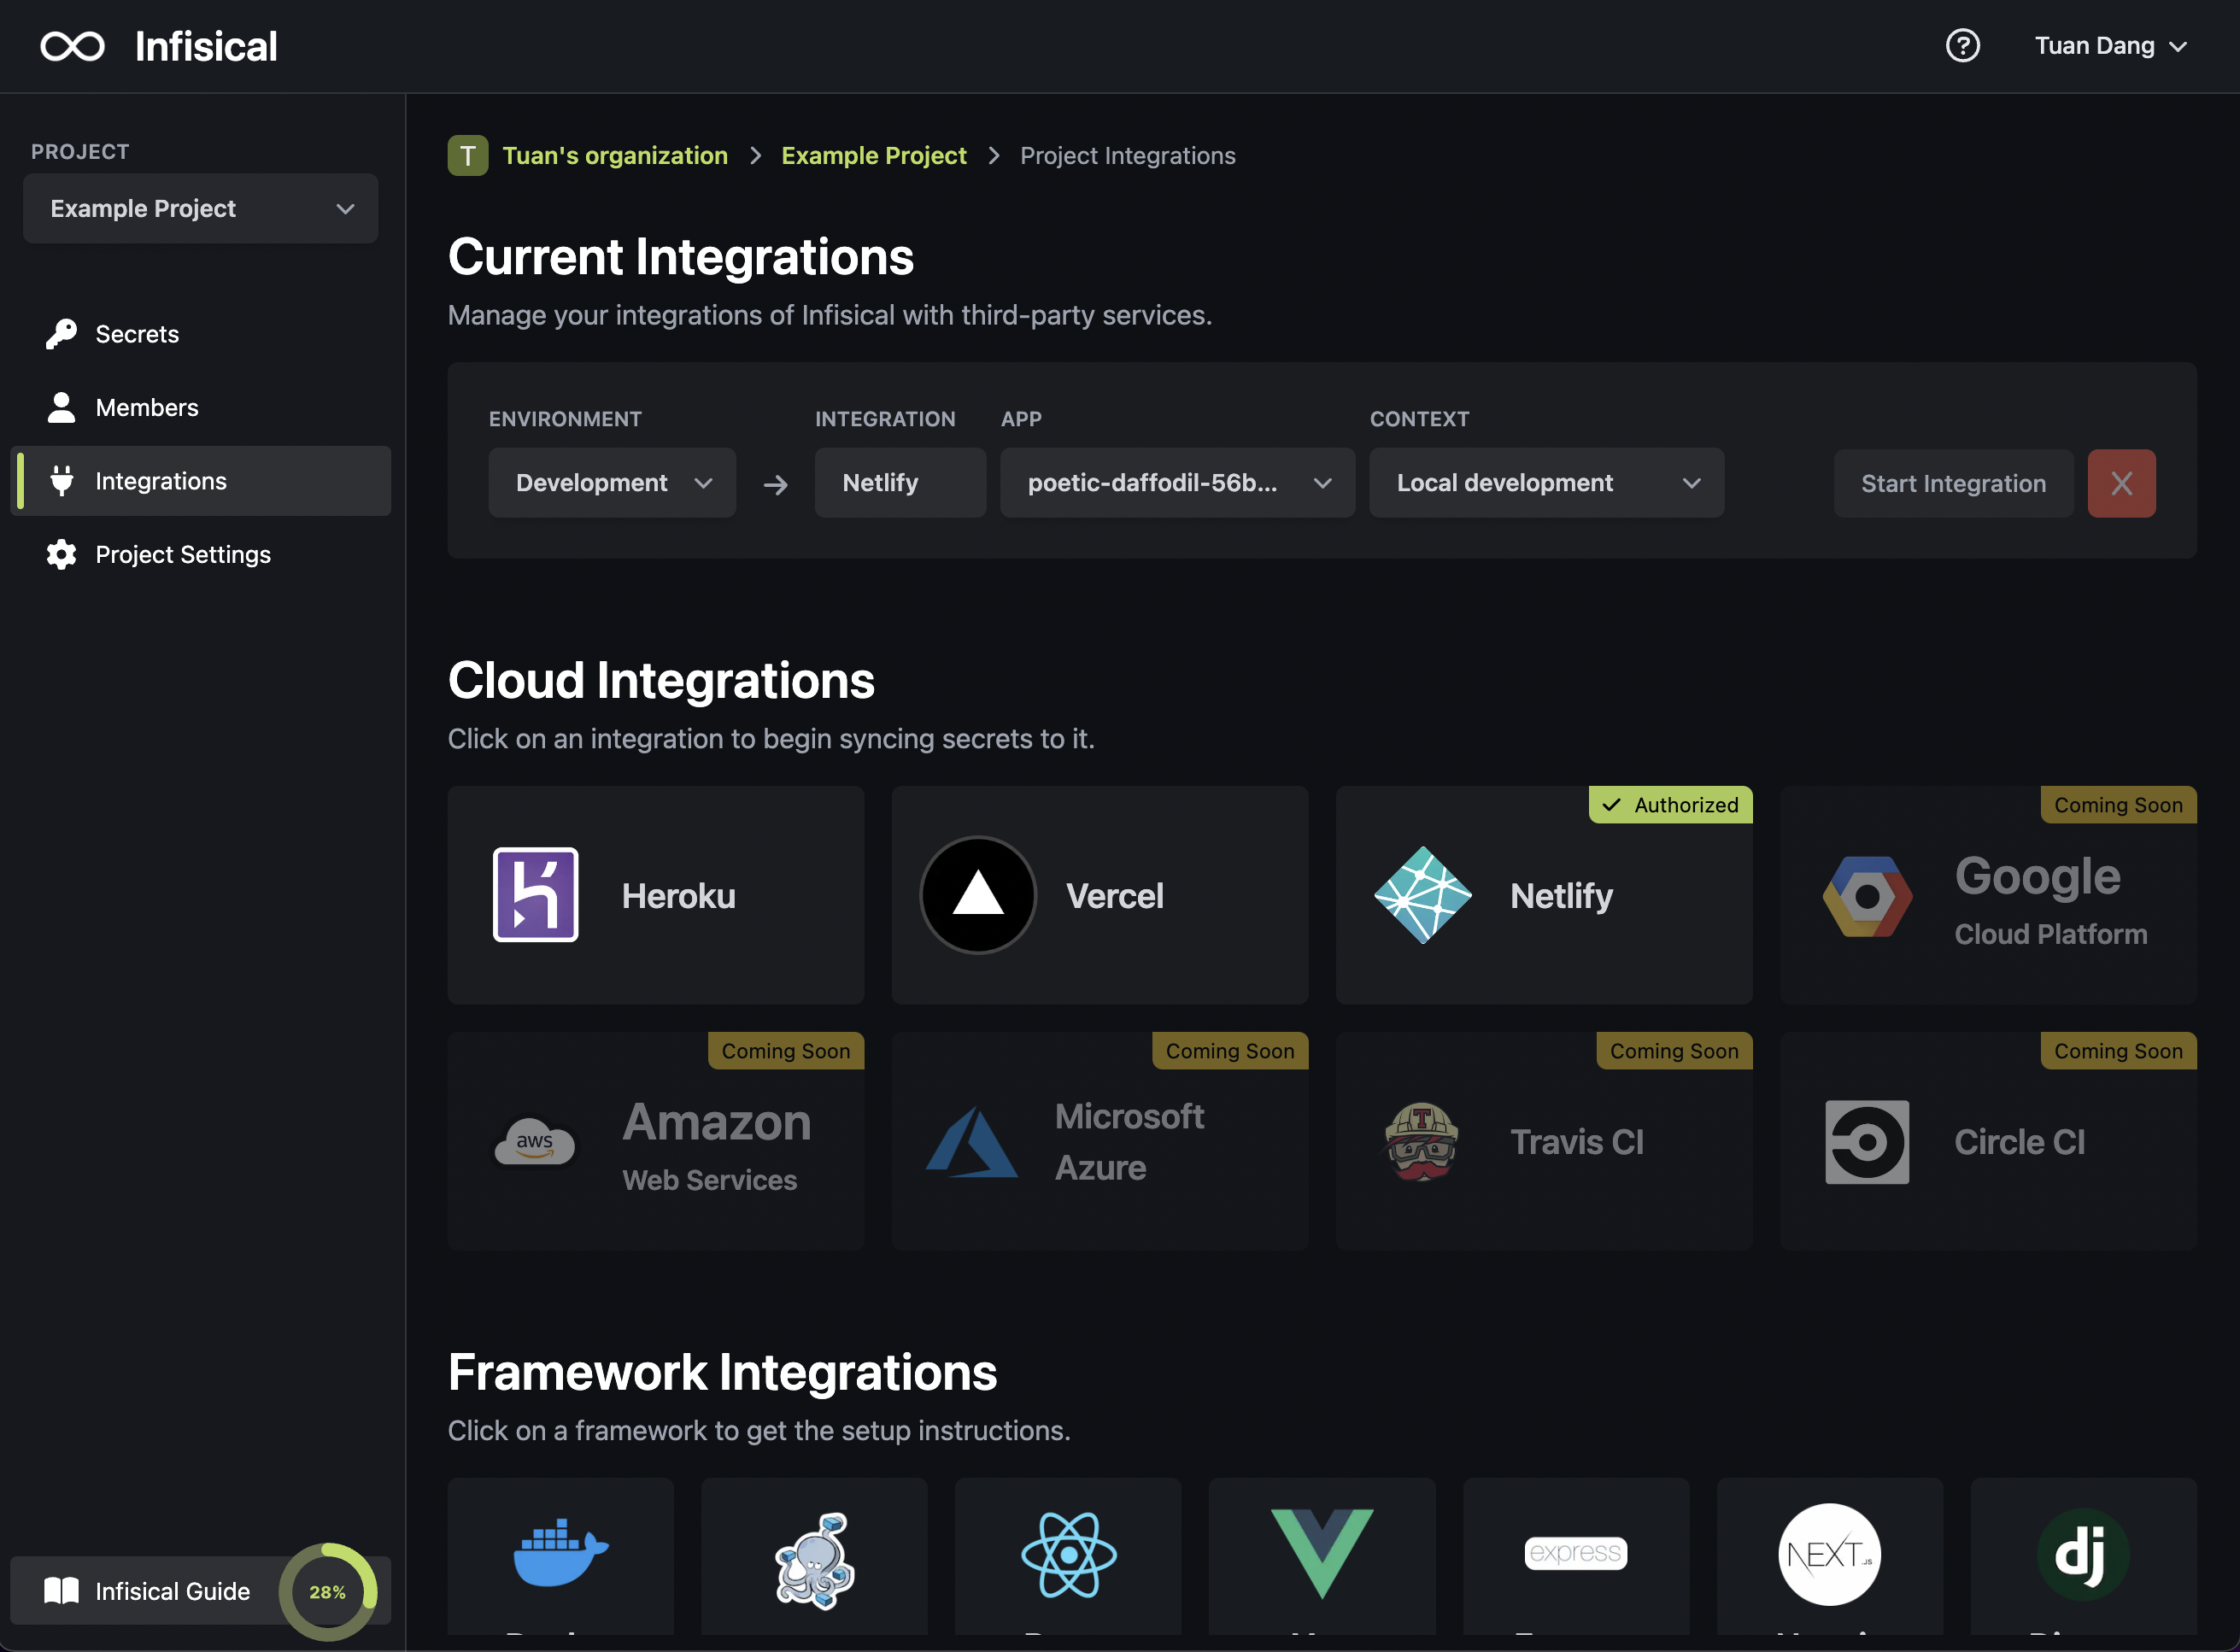 Infisical
Tuan Dang
PROJECT
Example Project
Secrets
Members
Integrations
Project Settings
Infisical Guide
28%
T Tuan's organization > Example Project > Project Integrations
Current Integrations
Manage your integrations of Infisical with third-party services.
ENVIRONMENT INTEGRATION APP CONTEXT
Development Netlify poetic-daffodil-56b... Local development Start Integration X
Cloud Integrations
Click on an integration to begin syncing secrets to it.
Heroku
Vercel
Authorized
Netlify
Coming Soon
Google
Cloud Platform
Coming Soon
aws
Amazon
Web Services
Coming Soon
Microsoft
Azure
Coming Soon
T
Travis CI
Coming Soon
Circle CI
Framework Integrations
Click on a framework to get the setup instructions.
express
NEXT.JS
dj